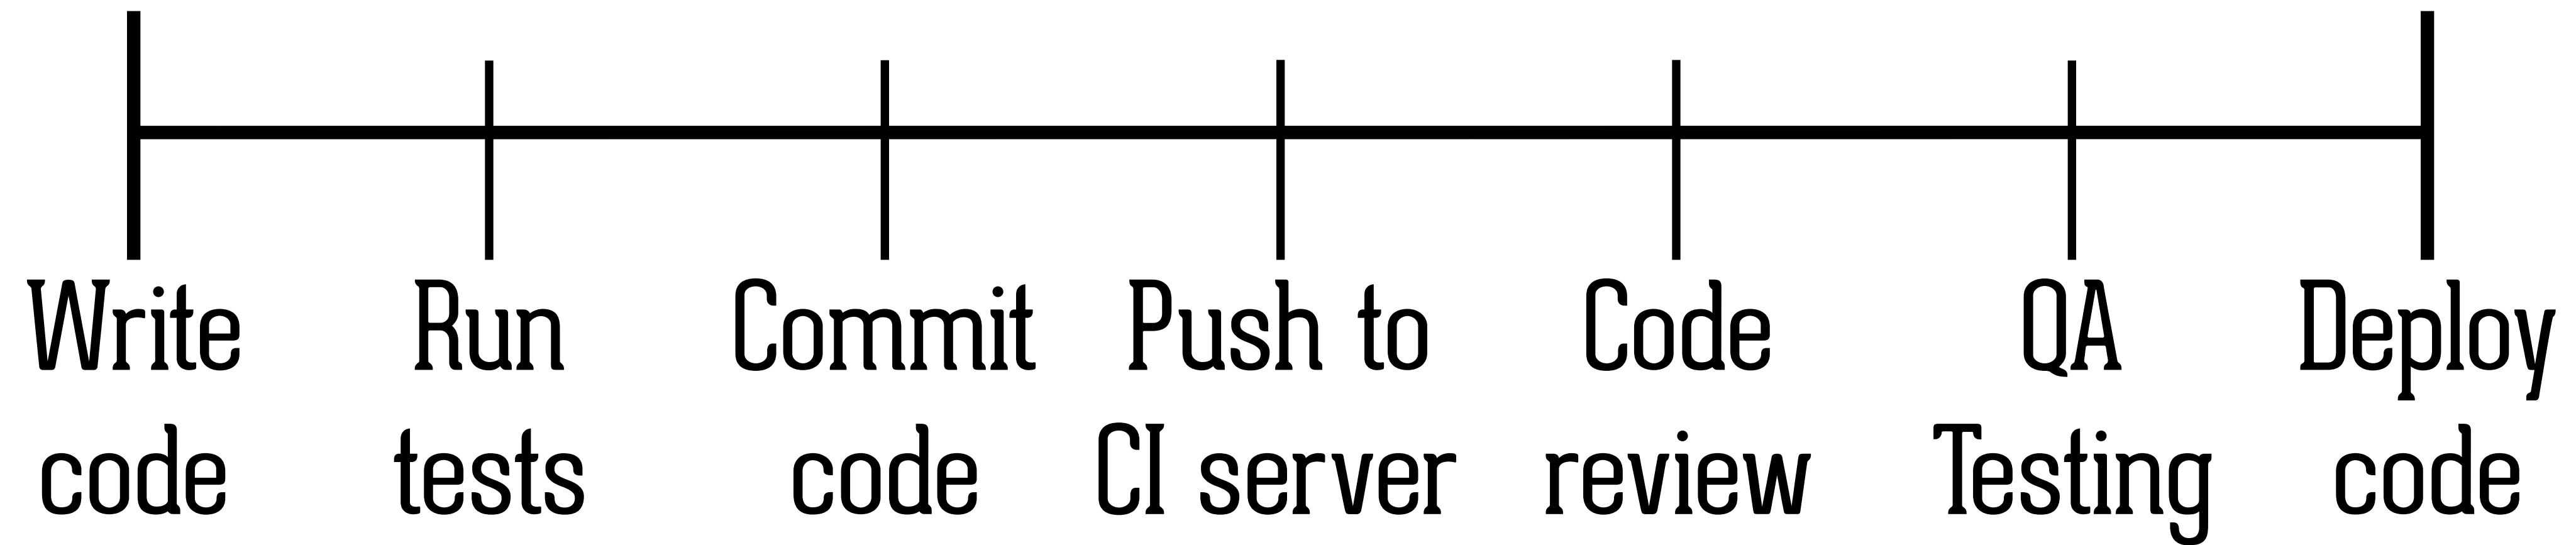 Write
code
Run
tests
Commit
code
Push to
CI server
Code
review
QA
Testing
Deploy
code